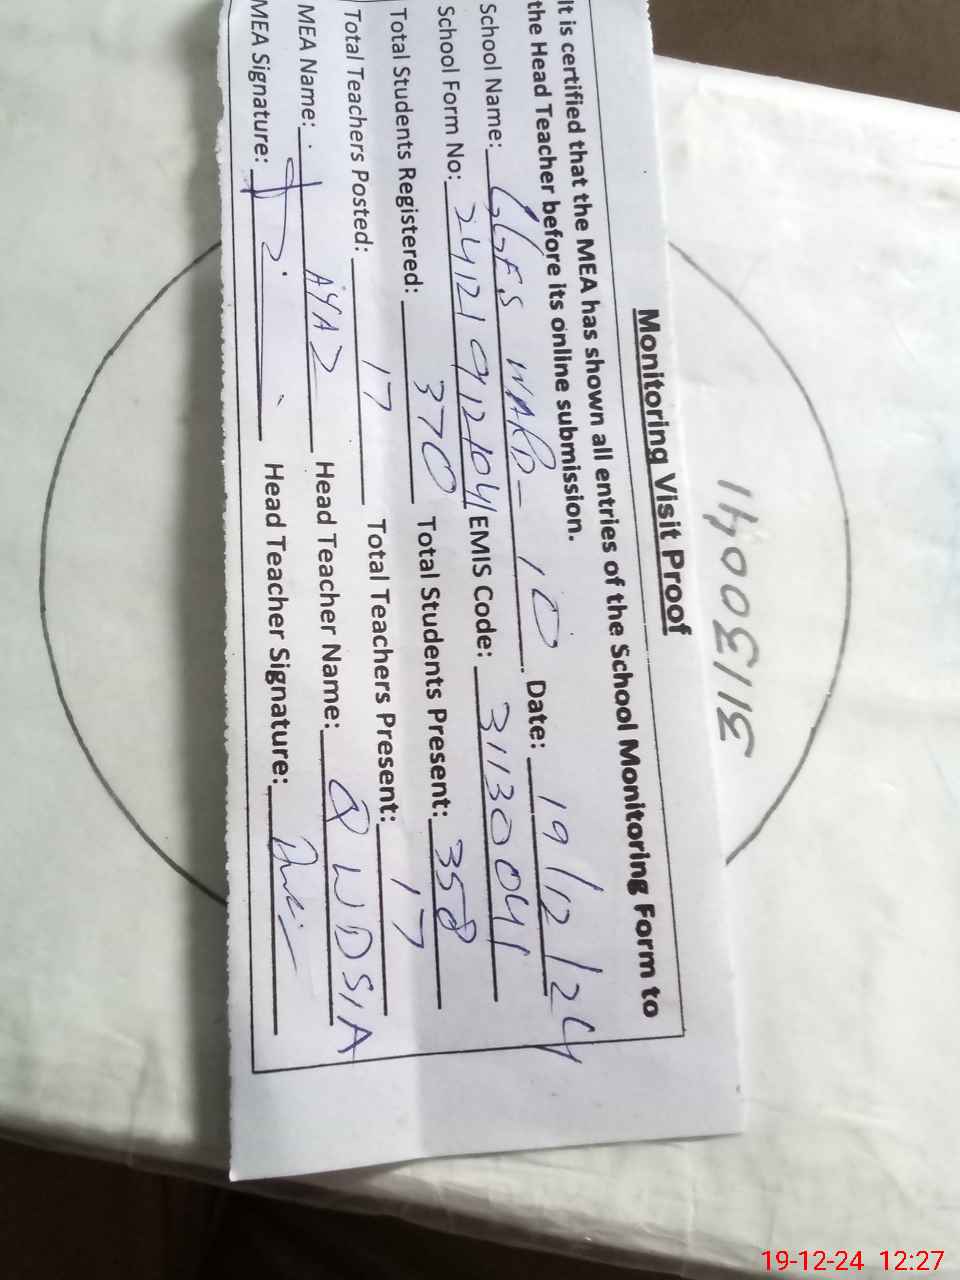 Monitoring Visit Proof
It is certified that the MEA has shown all entries of the School Monitoring Form to
the Head Teacher before its online submission.
School Name: GGES WARD-10 Date: 19/12/24
School Form No: EMIS Code: 31130041
Total Students Registered: 370 Total Students Present: 358
Total Teachers Posted: 17 Total Teachers Present: 17
MEA Name: AYAZ Head Teacher Name: QUDSIA
MEA Signature: Head Teacher Signature:
31130041
19-12-24 12:27